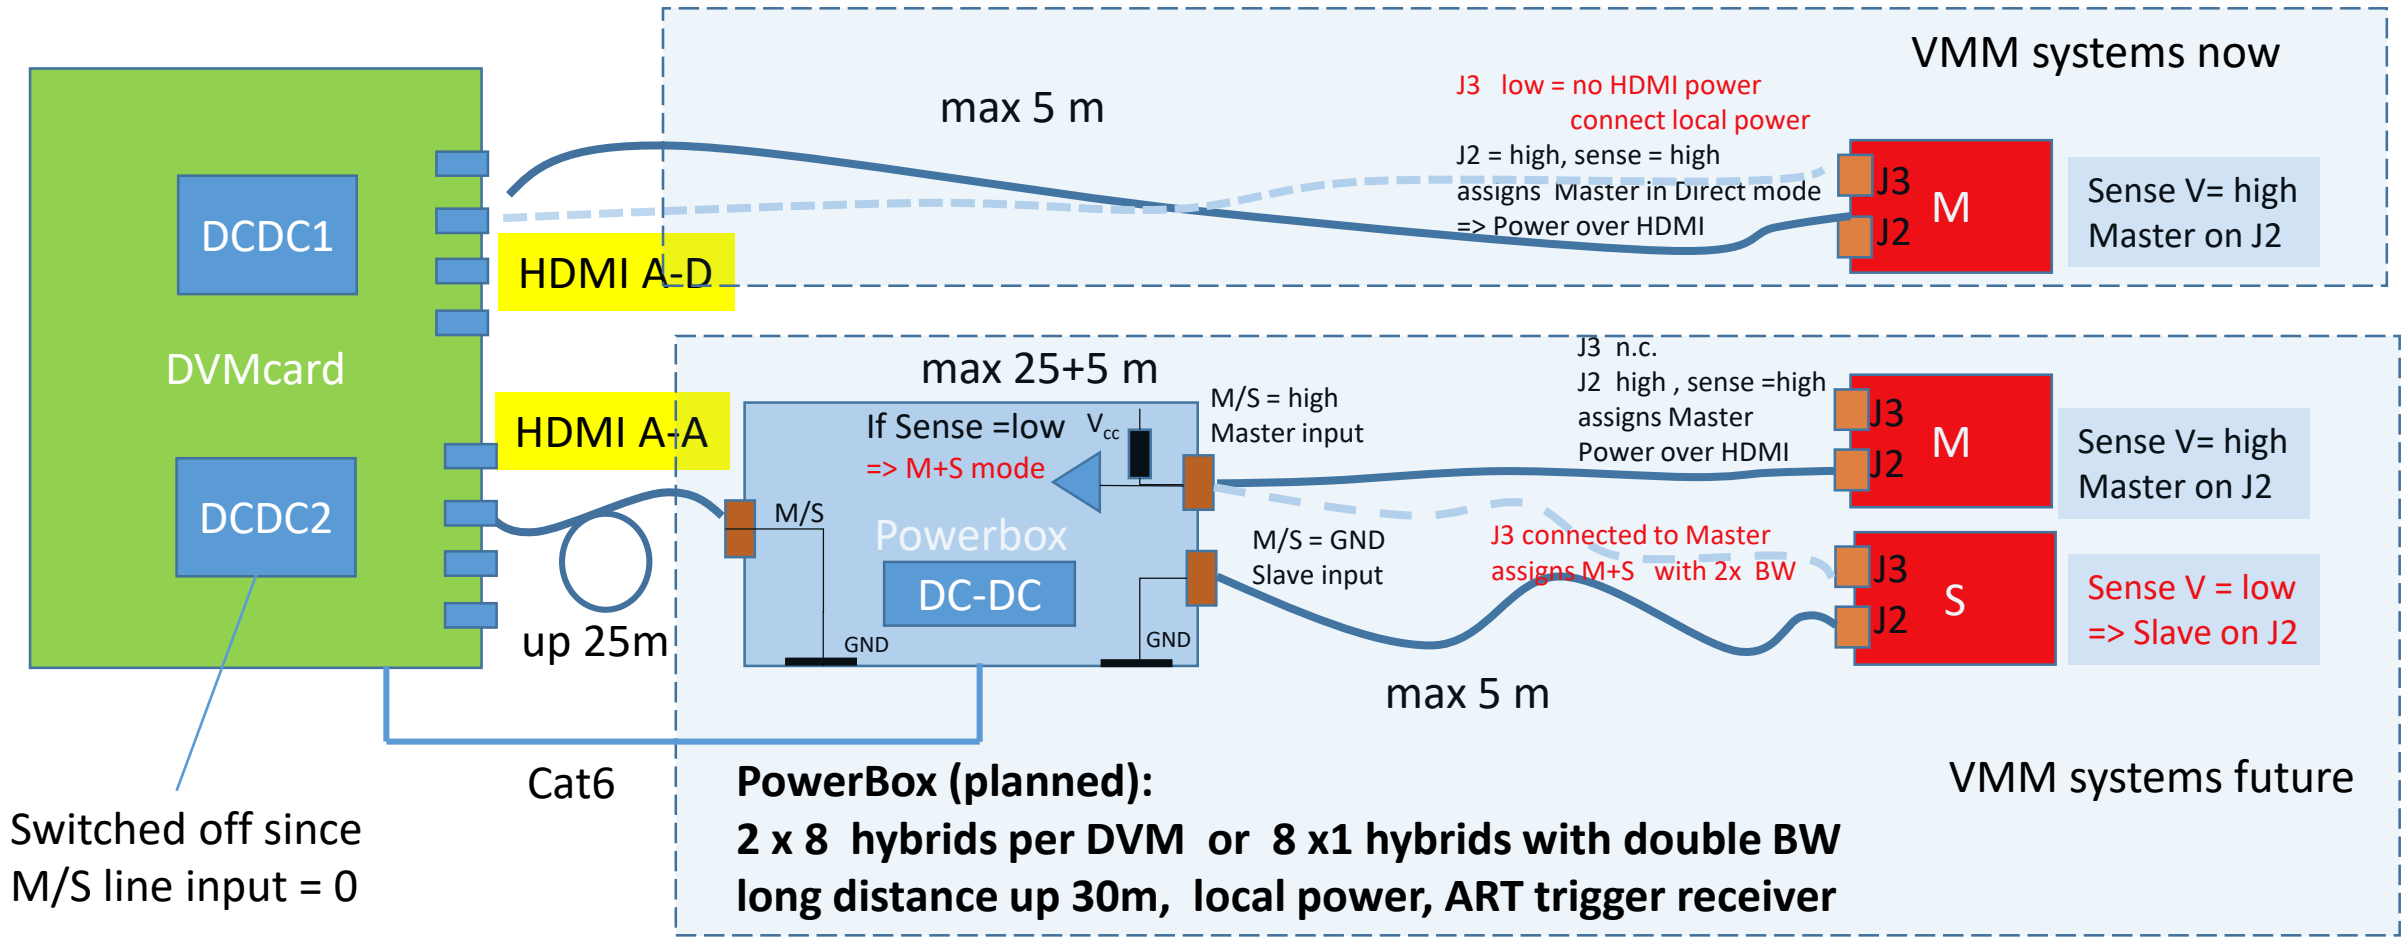 VMM systems now
max 5 m
J3 low = no HDMI power
connect local power
J2 = high, sense = high
assigns Master in Direct mode
=> Power over HDMI
J3
J2
M
Sense V= high
Master on J2
DCDC1
HDMI A-D
DVMcard
HDMI A-A
DCDC2
up 25m
max 25+5 m
If Sense =low
=> M+S mode
Vcc
M/S
Powerbox
DC-DC
GND
GND
M/S = high
Master input
M/S = GND
Slave input
J3 n.c.
J2 high , sense =high
assigns Master
Power over HDMI
J3
J2
M
Sense V= high
Master on J2
J3 connected to Master
assigns M+S with 2x BW
J3
J2
S
Sense V = low
=> Slave on J2
max 5 m
Cat6
Switched off since
M/S line input = 0
VMM systems future
PowerBox (planned):
2 x 8 hybrids per DVM or 8 x1 hybrids with double BW
long distance up 30m, local power, ART trigger receiver